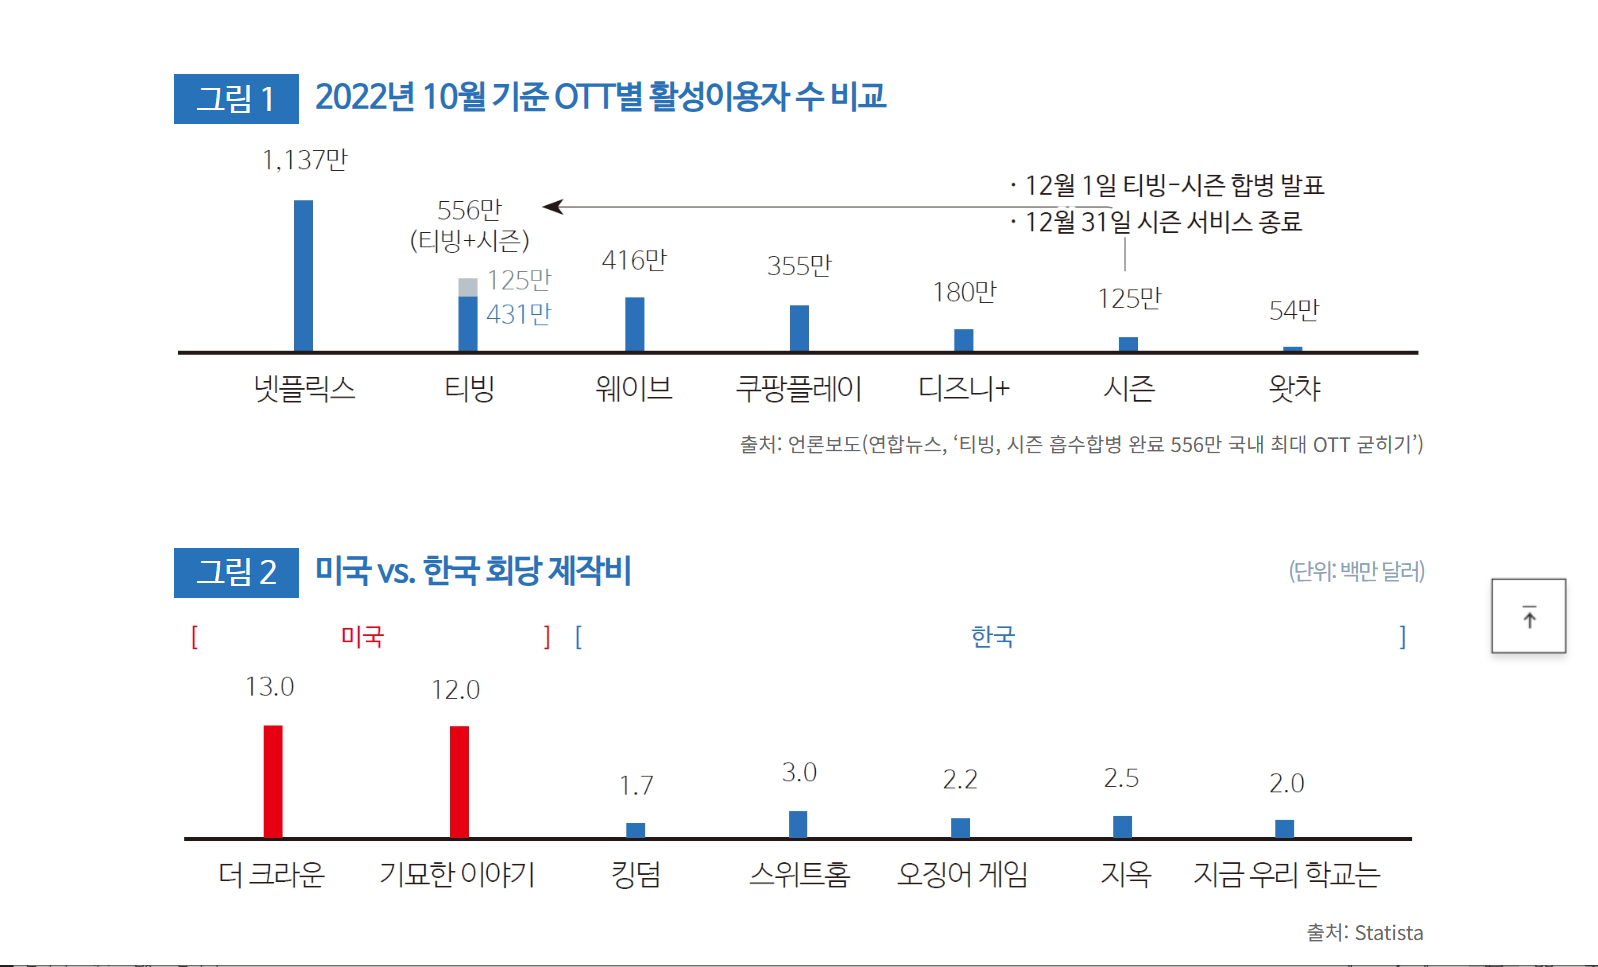 그림 1 2022년 10월 기준 OTT별 활성이용자 수 비교
1,137만
· 12월 1일 티빙-시즌 합병 발표
556만
(티빙+시즌)
· 12월 31일 시즌 서비스 종료
125만
431만
416만
355만
180만
125만
54만
넷플릭스 티빙 웨이브 쿠팡플레이 디즈니+ 시즌 왓챠
출처: 언론보도(연합뉴스, ‘티빙, 시즌 흡수합병 완료 556만 국내 최대 OTT 굳히기’)
그림 2 미국 vs. 한국 회당 제작비 (단위: 백만 달러)
[ 미국 ] [ 한국 ]
13.0 12.0 1.7 3.0 2.2 2.5 2.0
더 크라운 기묘한 이야기 킹덤 스위트홈 오징어 게임 지옥 지금 우리 학교는
출처: Statista